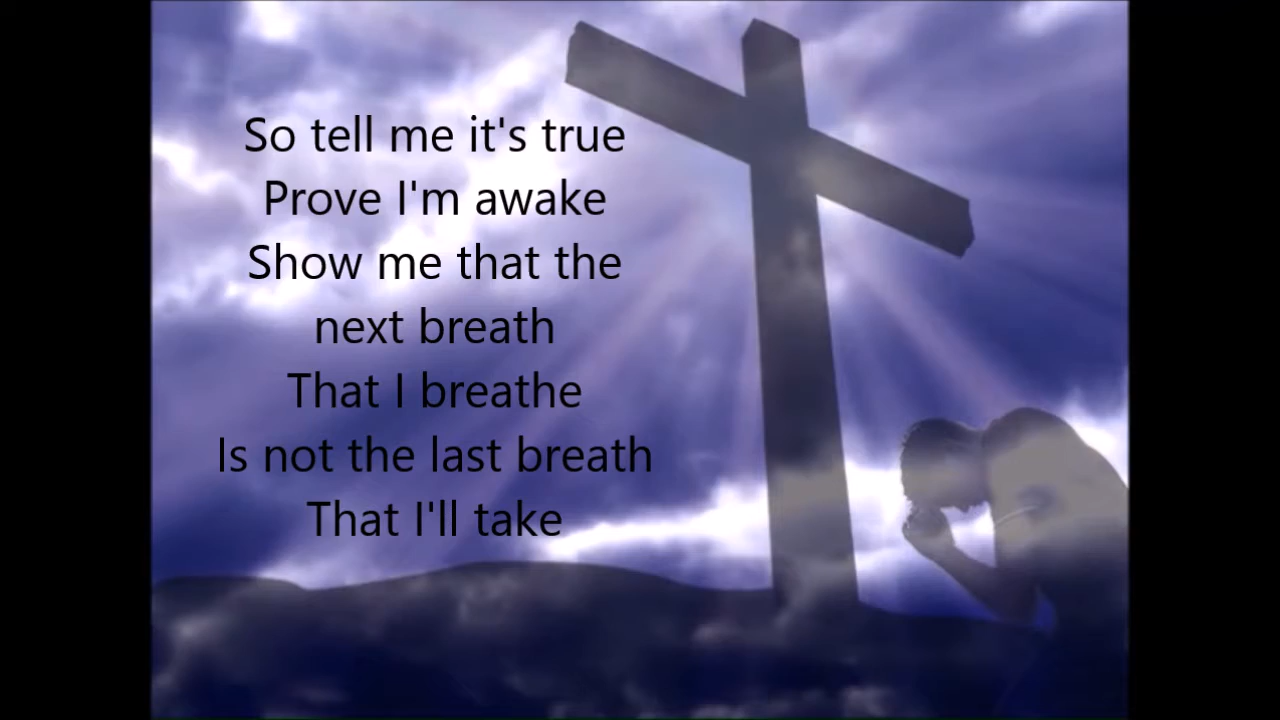 So tell me it's true
Prove I'm awake
Show me that the
next breath
That I breathe
Is not the last breath
That I'll take